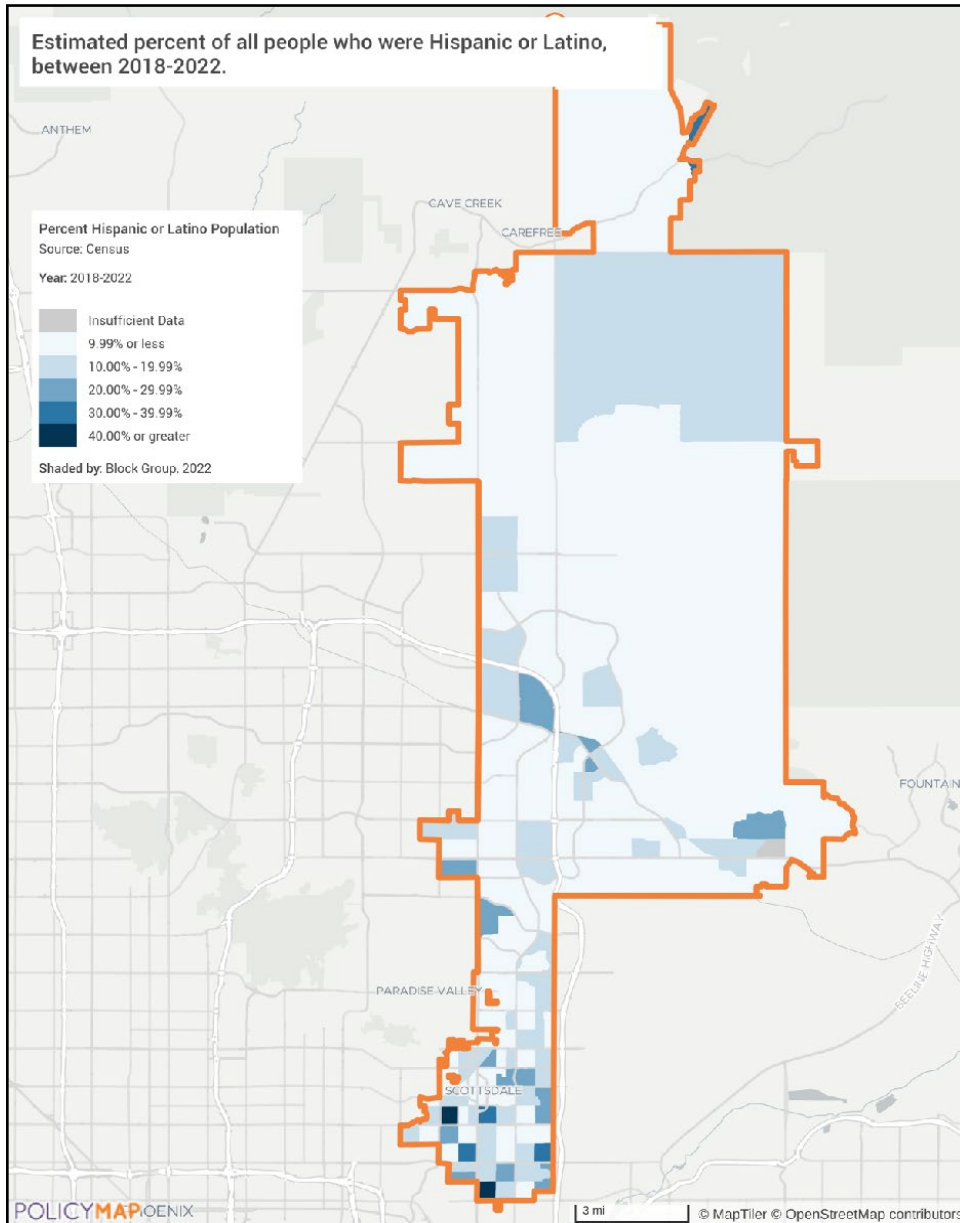 Estimated percent of all people who were Hispanic or Latino,
between 2018-2022.
ANTHEM
CAVE CREEK
CAREFREE
Percent Hispanic or Latino Population
Source: Census
Year: 2018-2022
Insufficient Data
9.99% or less
10.00% - 19.99%
20.00% - 29.99%
30.00% - 39.99%
40.00% or greater
Shaded by: Block Group, 2022
FOUNTAIN
BEELINE HIGHWAY
PARADISE VALLEY
SCOTTSDALE
POLICYMAP OENIX
3 mi
© MapTiler © OpenStreetMap contributors